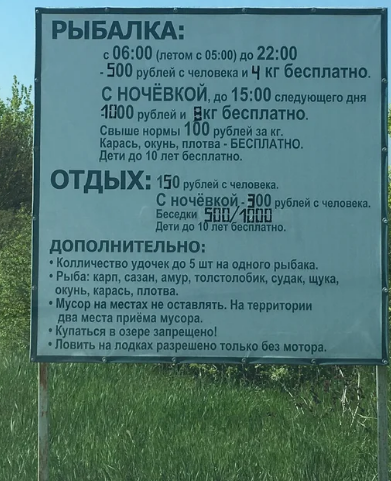 РЫБАЛКА:
с 06:00 (летом с 05:00) до 22:00
- 500 рублей с человека и 4 кг бесплатно.
С НОЧЁВКОЙ, до 15:00 следующего дня
1000 рублей и 8 кг бесплатно.
Свыше нормы 100 рублей за кг.
Карась, окунь, плотва - БЕСПЛАТНО.
Дети до 10 лет бесплатно.
ОТДЫХ: 150 рублей с человека.
С ночёвкой - 300 рублей с человека.
Беседки 500/1000
Дети до 10 лет бесплатно.
ДОПОЛНИТЕЛЬНО:
• Колличество удочек до 5 шт на одного рыбака.
• Рыба: карп, сазан, амур, толстолобик, судак, щука,
окунь, карась, плотва.
• Мусор на местах не оставлять. На территории
два места приёма мусора.
• Купаться в озере запрещено!
• Ловить на лодках разрешено только без мотора.